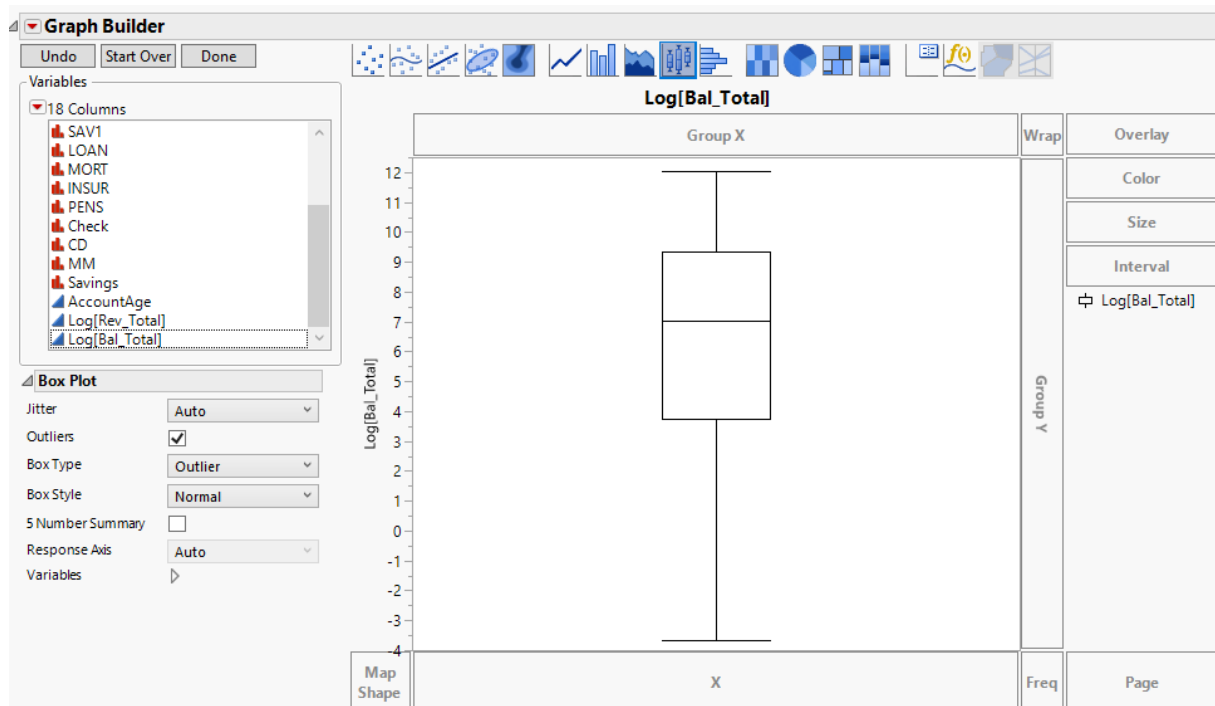 Graph Builder
Undo Start Over Done
Variables
18 Columns
SAV1
LOAN
MORT
INSUR
PENS
Check
CD
MM
Savings
AccountAge
Log[Rev_Total]
Log[Bal_Total]
Box Plot
Jitter Auto
Outliers
Box Type Outlier
Box Style Normal
5 Number Summary
Response Axis Auto
Variables
Log[Bal_Total]
Group X
Wrap
Overlay
Color
Size
Interval
Log[Bal_Total]
Group Y
Log[Bal_Total]
12
11
10
9
8
7
6
5
4
3
2
1
0
-1
-2
-3
-4
Map
Shape
X
Freq
Page